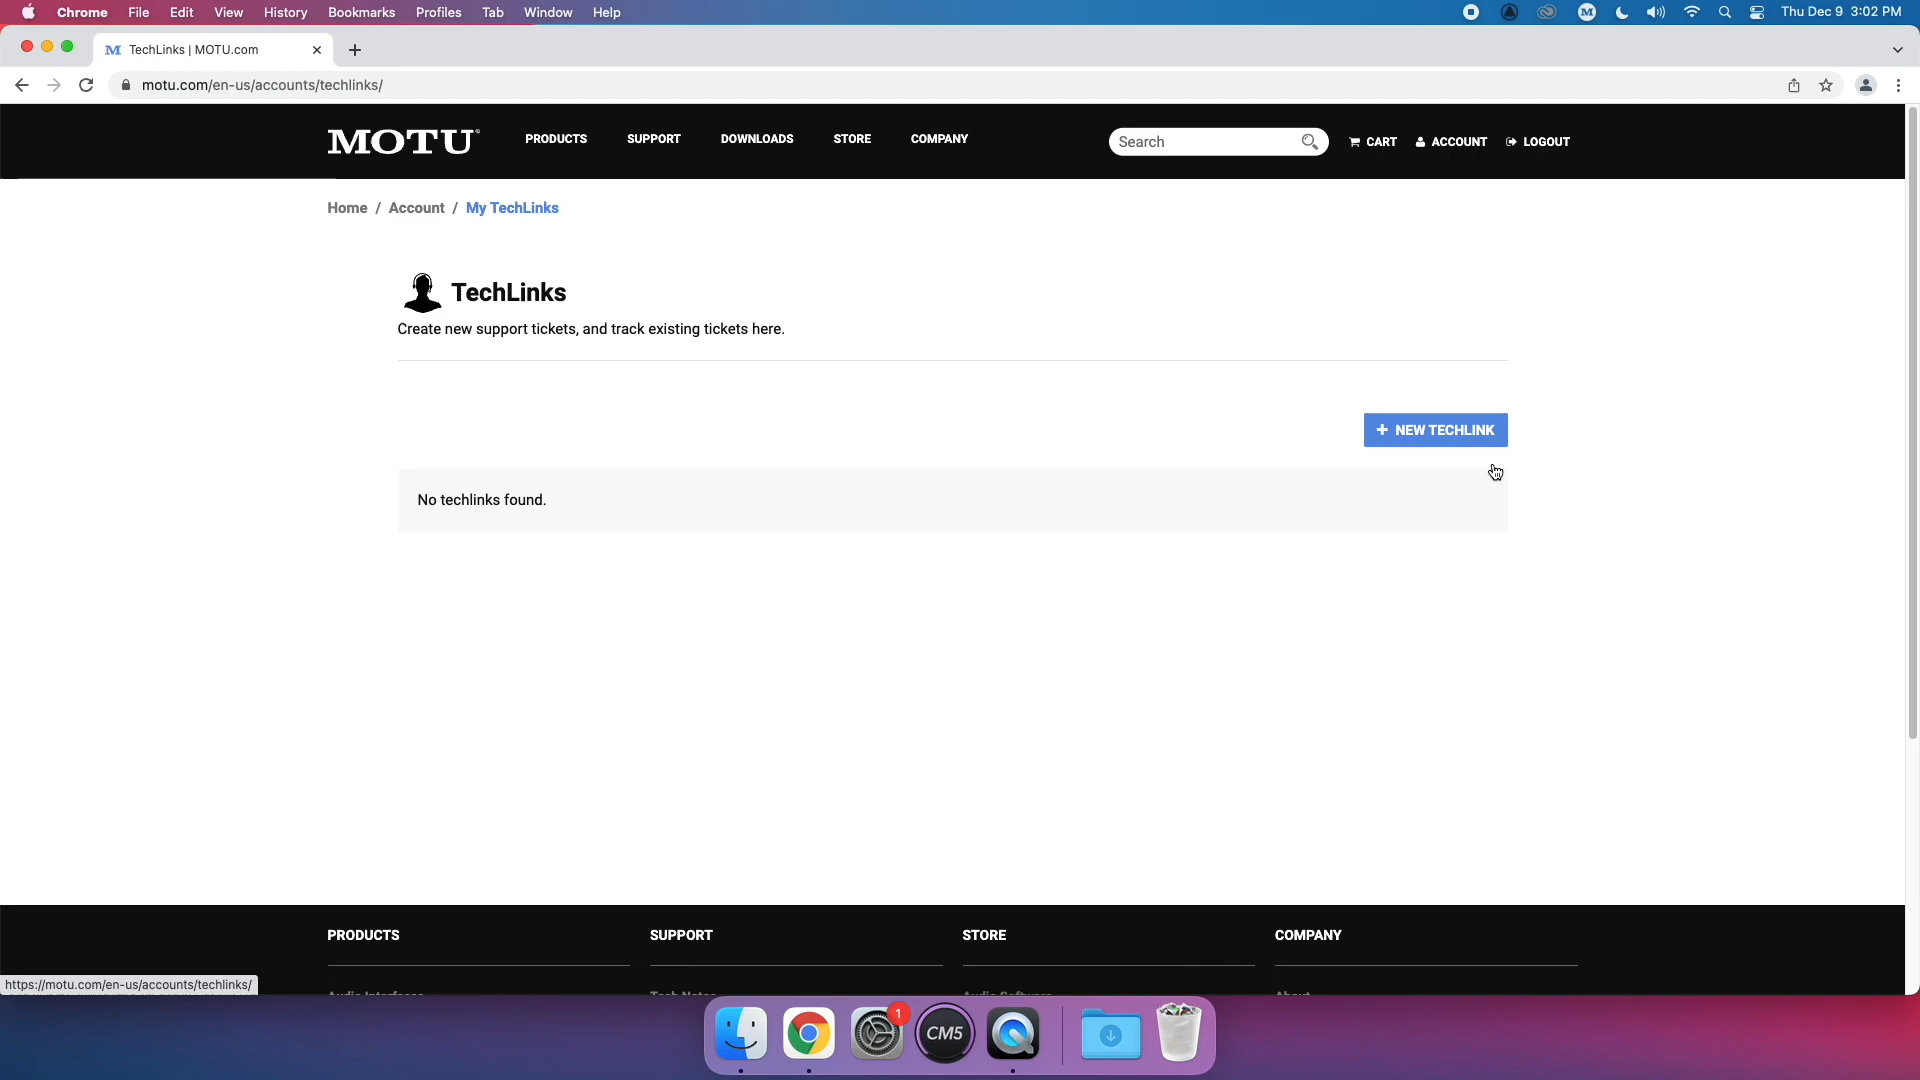 Chrome File Edit View History Bookmarks Profiles Tab Window Help
M
Thu Dec 9 3:02 PM
M TechLinks | MOTU.com
motu.com/en-us/accounts/techlinks/
MOTU
PRODUCTS SUPPORT DOWNLOADS STORE COMPANY
Search
CART ACCOUNT LOGOUT
Home / Account / My TechLinks
TechLinks
Create new support tickets, and track existing tickets here.
+ NEW TECHLINK
No techlinks found.
PRODUCTS SUPPORT STORE COMPANY
https://motu.com/en-us/accounts/techlinks/
1
CM5